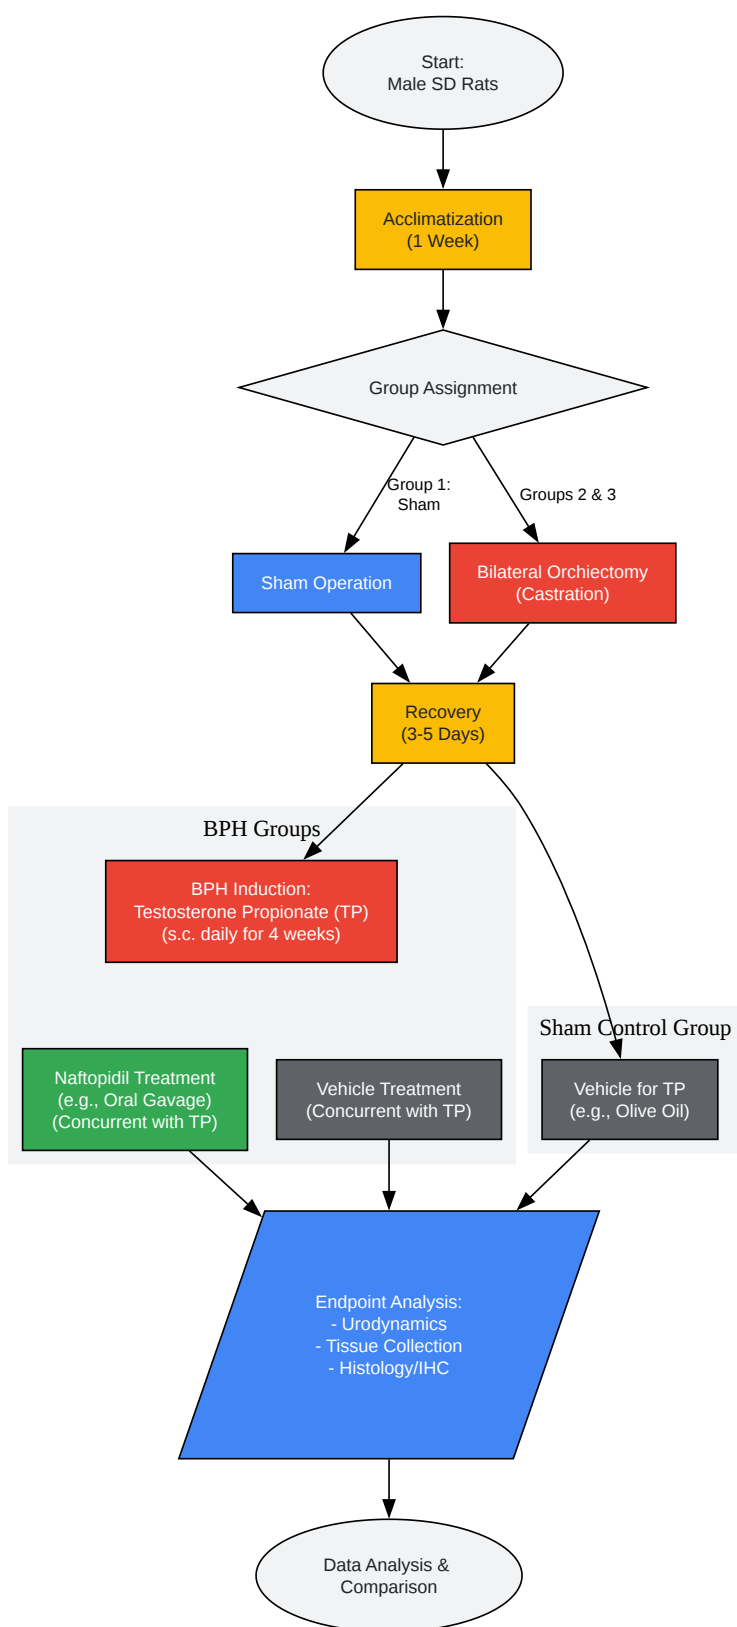 Start:
Male SD Rats
Acclimatization
(1 Week)
Group Assignment
Group 1:
Sham
Groups 2 & 3
Sham Operation
Bilateral Orchiectomy
(Castration)
Recovery
(3-5 Days)
BPH Groups
BPH Induction:
Testosterone Propionate (TP)
(s.c. daily for 4 weeks)
Sham Control Group
Naftopidil Treatment
(e.g., Oral Gavage)
(Concurrent with TP)
Vehicle Treatment
(Concurrent with TP)
Vehicle for TP
(e.g., Olive Oil)
Endpoint Analysis:
- Urodynamics
- Tissue Collection
- Histology/IHC
Data Analysis &
Comparison